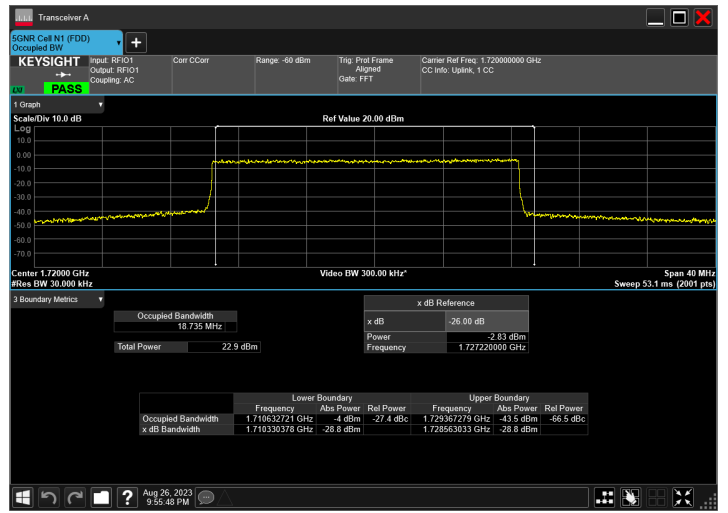 Transceiver A
5GNR Cell N1 (FDD)
Occupied BW
KEYSIGHT
LXI
PASS
Input: RFIO1
Output: RFIO1
Coupling: AC
Corr CCorr
Range: -60 dBm
Trig: Prot Frame
Aligned
Gate: FFT
Carrier Ref Freq: 1.720000000 GHz
CC Info: Uplink, 1 CC
1 Graph
Scale/Div 10.0 dB
Ref Value 20.00 dBm
Log
10.0
0.00
-10.0
-20.0
-30.0
-40.0
-50.0
-60.0
-70.0
Center 1.72000 GHz
Video BW 300.00 kHz*
Span 40 MHz
#Res BW 30.000 kHz
Sweep 53.1 ms (2001 pts)
3 Boundary Metrics
Occupied Bandwidth
18.735 MHz
Total Power 22.9 dBm
x dB Reference
x dB -26.00 dB
Power -2.83 dBm
Frequency 1.727220000 GHz
Lower Boundary Upper Boundary
Frequency Abs Power Rel Power Frequency Abs Power Rel Power
Occupied Bandwidth 1.710632721 GHz -4 dBm -27.4 dBc 1.729367279 GHz -43.5 dBm -66.5 dBc
x dB Bandwidth 1.710330378 GHz -28.8 dBm 1.728563033 GHz -28.8 dBm
?
Aug 26, 2023
9:55:48 PM